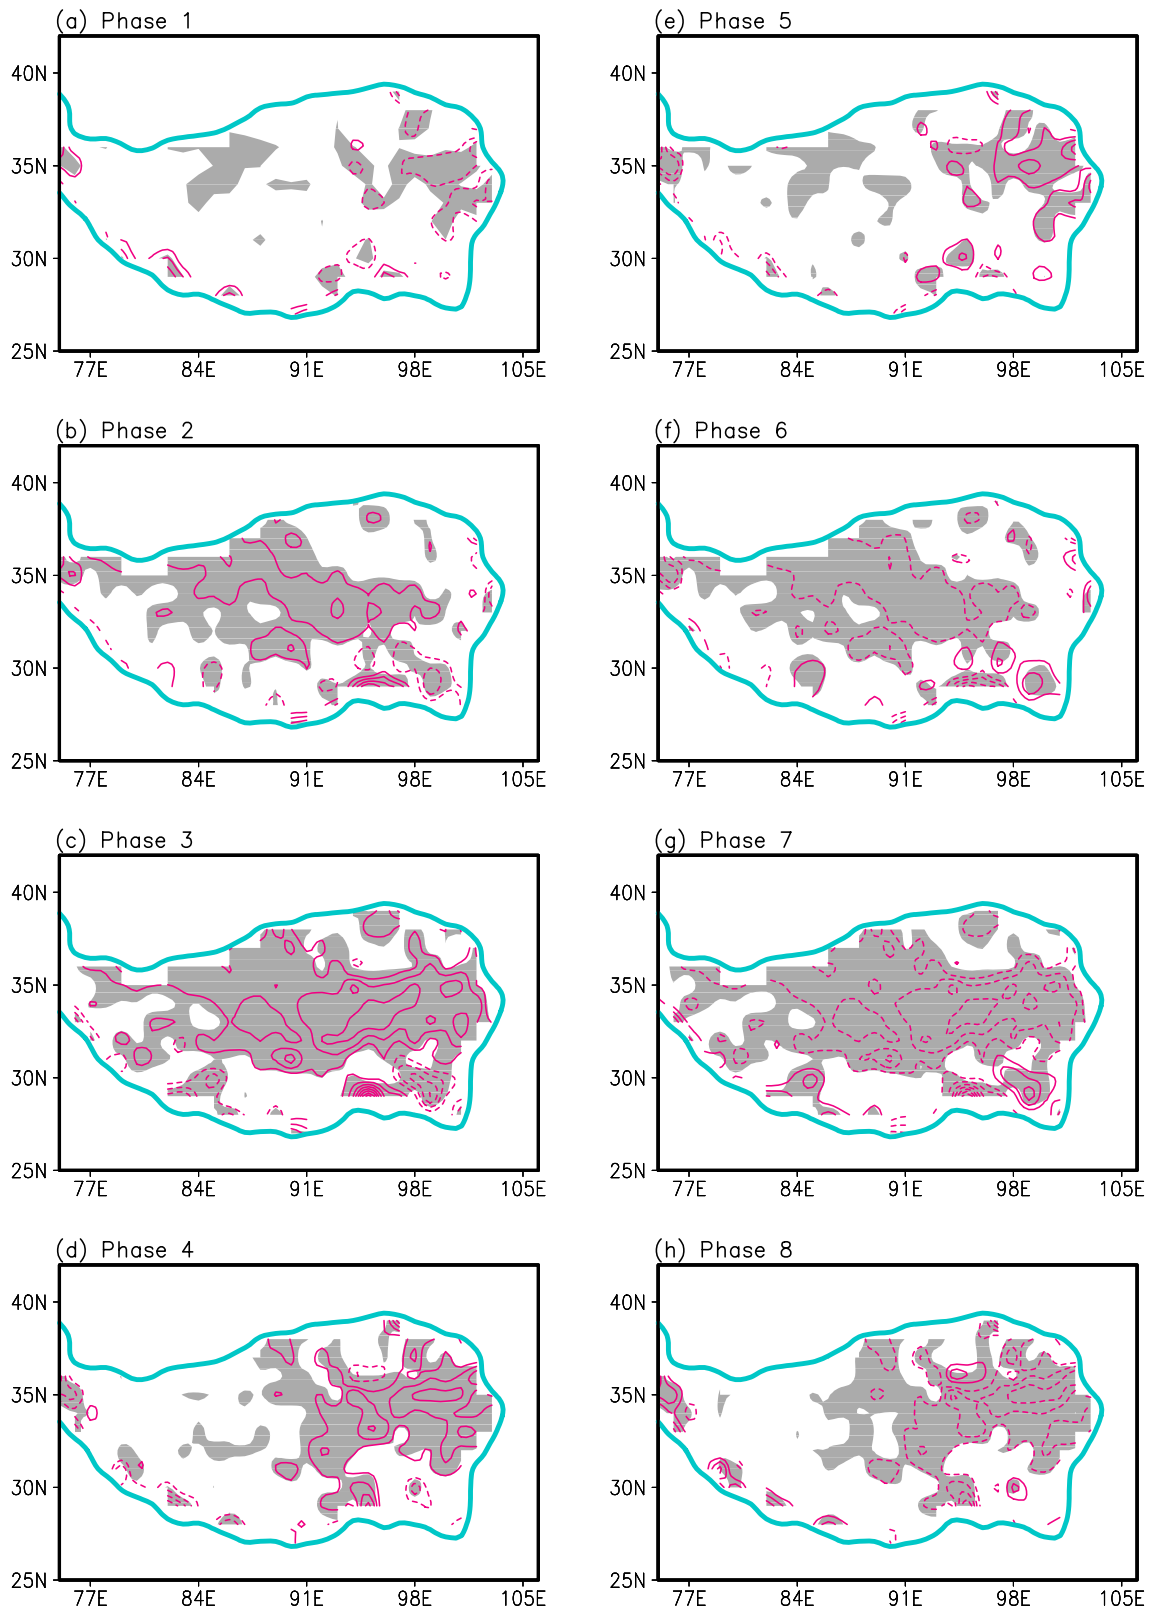 (a) Phase 1
40N
35N
30N
25N
77E 84E 91E 98E 105E
(e) Phase 5
40N
35N
30N
25N
77E 84E 91E 98E 105E
(b) Phase 2
40N
35N
30N
25N
77E 84E 91E 98E 105E
(f) Phase 6
40N
35N
30N
25N
77E 84E 91E 98E 105E
(c) Phase 3
40N
35N
30N
25N
77E 84E 91E 98E 105E
(g) Phase 7
40N
35N
30N
25N
77E 84E 91E 98E 105E
(d) Phase 4
40N
35N
30N
25N
77E 84E 91E 98E 105E
(h) Phase 8
40N
35N
30N
25N
77E 84E 91E 98E 105E